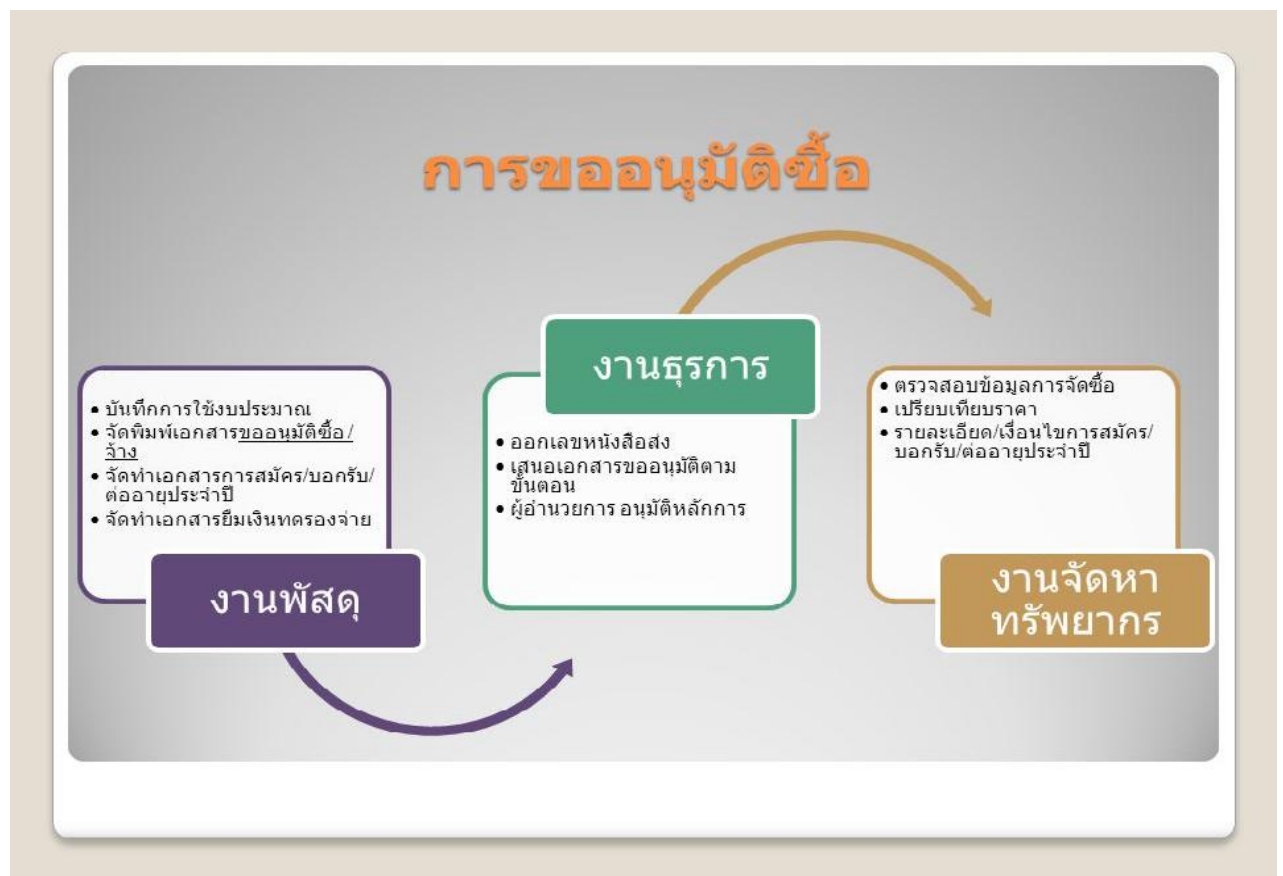 การขออนุมัติซื้อ
• บันทึกการใช้งบประมาณ
• จัดพิมพ์เอกสารขออนุมัติซื้อ/
จ้าง
• จัดทำเอกสารการสมัคร/บอกรับ/
ต่ออายุประจำปี
• จัดทำเอกสารยืมเงินทดรองจ่าย
งานพัสดุ
งานธุรการ
• ออกเลขหนังสือส่ง
• เสนอเอกสารขออนุมัติตาม
ขั้นตอน
• ผู้อำนวยการ อนุมัติหลักการ
• ตรวจสอบข้อมูลการจัดซื้อ
• เปรียบเทียบราคา
• รายละเอียด/เงื่อนไขการสมัคร/
บอกรับ/ต่ออายุประจำปี
งานจัดหา
ทรัพยากร